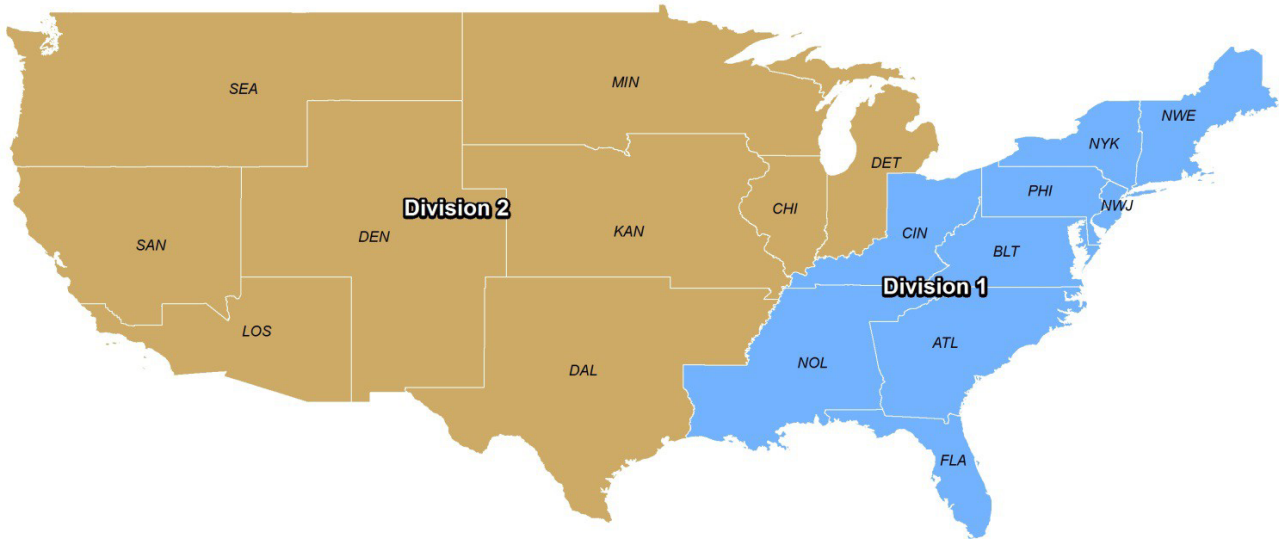 SEA
MIN
NWE
NYK
DET
PHI
NWJ
CHI
Division 2
KAN
DEN
CIN
SAN
BLT
Division 1
LOS
ATL
NOL
DAL
FLA